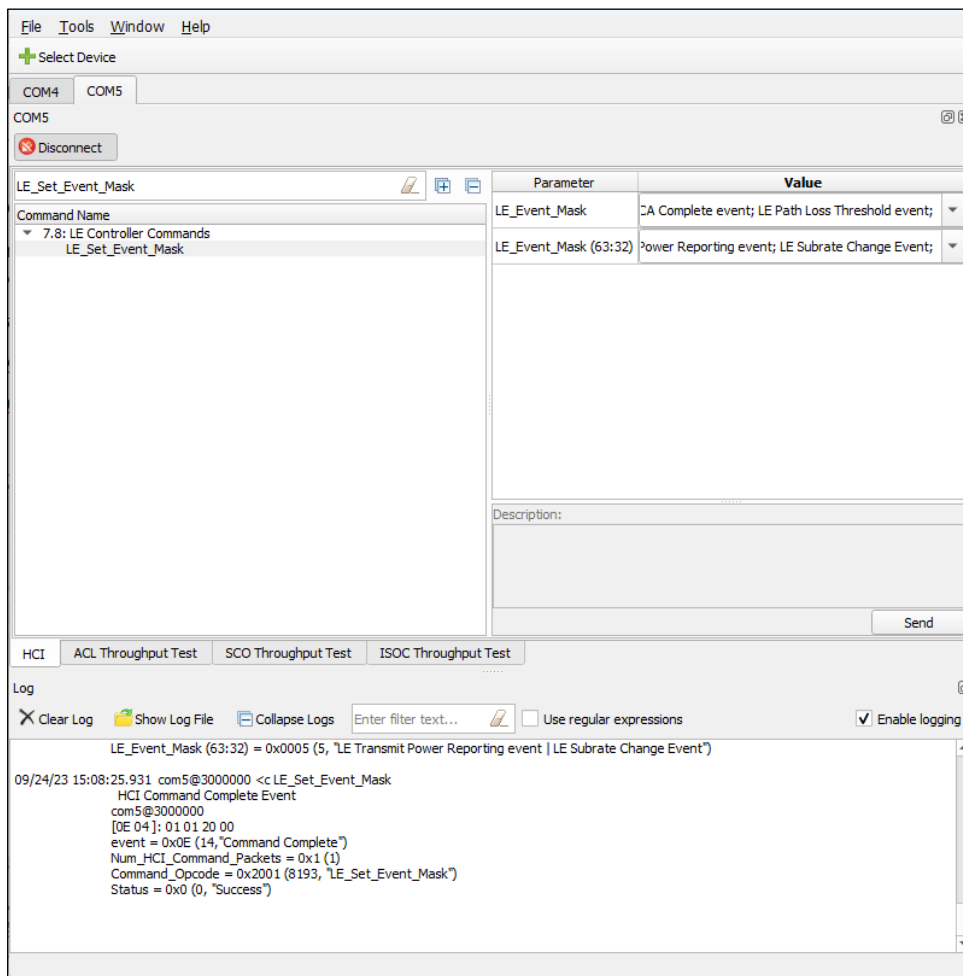 File Tools Window Help
Select Device
COM4 COM5
COM5
Disconnect
LE_Set_Event_Mask
Command Name
7.8: LE Controller Commands
LE_Set_Event_Mask
Parameter Value
LE_Event_Mask CA Complete event; LE Path Loss Threshold event;
LE_Event_Mask (63:32) Power Reporting event; LE Subrate Change Event;
Description:
Send
HCI ACL Throughput Test SCO Throughput Test ISOC Throughput Test
Log
Clear Log Show Log File Collapse Logs Enter filter text... Use regular expressions Enable logging
LE_Event_Mask (63:32) = 0x0005 (5, "LE Transmit Power Reporting event | LE Subrate Change Event")
09/24/23 15:08:25.931 com5@3000000 <c LE_Set_Event_Mask
HCI Command Complete Event
com5@3000000
[0E 04]: 01 01 20 00
event = 0x0E (14,"Command Complete")
Num_HCI_Command_Packets = 0x1 (1)
Command_Opcode = 0x2001 (8193, "LE_Set_Event_Mask")
Status = 0x0 (0, "Success")